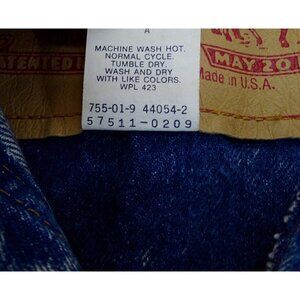 A
MACHINE WASH HOT.
NORMAL CYCLE.
TUMBLE DRY.
WASH AND DRY
WITH LIKE COLORS.
WPL 423
755-01-9 44054-2
57511-0209
MAY 20
Made in U.S.A.